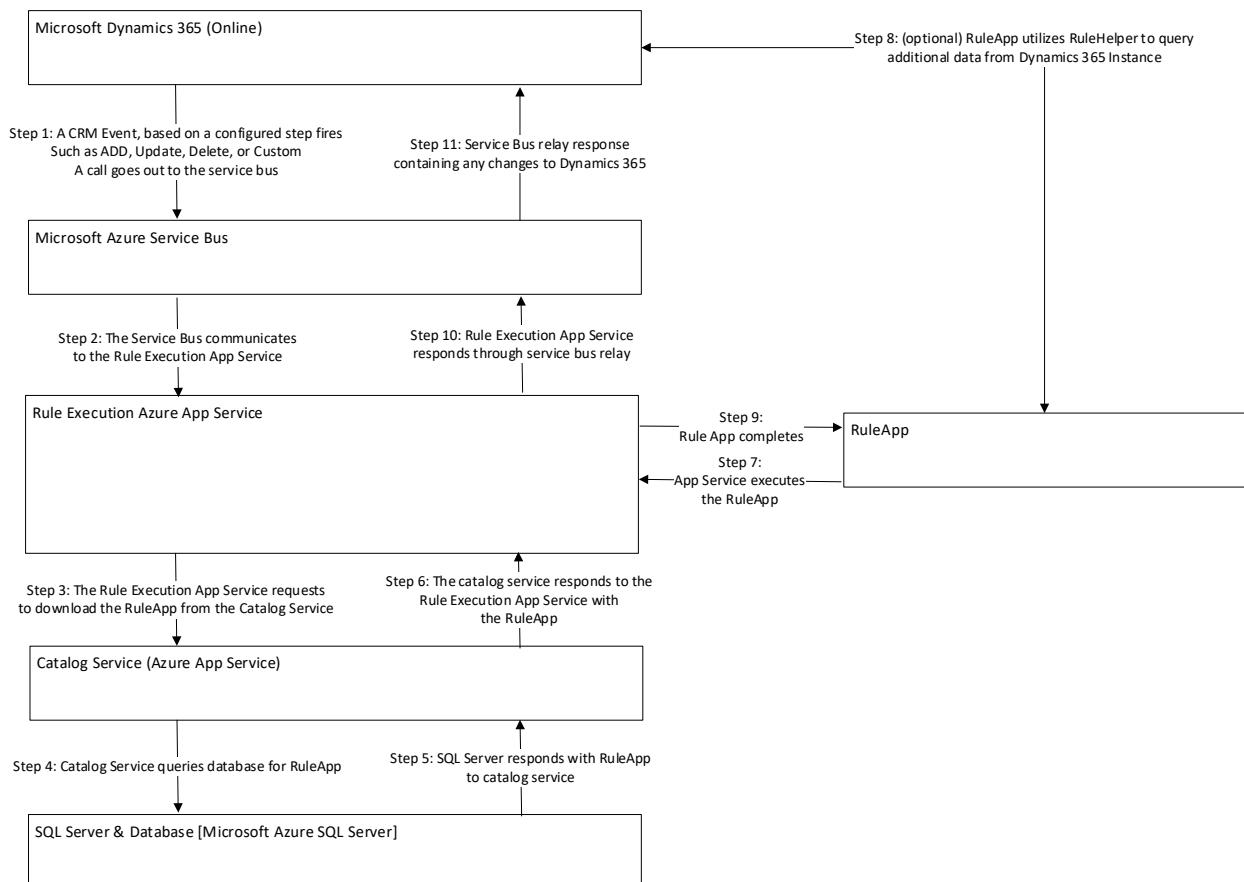 Microsoft Dynamics 365 (Online)
Step 8: (optional) RuleApp utilizes RuleHelper to query
additional data from Dynamics 365 Instance
Step 1: A CRM Event, based on a configured step fires
Such as ADD, Update, Delete, or Custom
A call goes out to the service bus
Step 11: Service Bus relay response
containing any changes to Dynamics 365
Microsoft Azure Service Bus
Step 2: The Service Bus communicates
to the Rule Execution App Service
Step 10: Rule Execution App Service
responds through service bus relay
Rule Execution Azure App Service
Step 9:
Rule App completes
RuleApp
Step 7:
App Service executes
the RuleApp
Step 3: The Rule Execution App Service requests
to download the RuleApp from the Catalog Service
Step 6: The catalog service responds to the
Rule Execution App Service with
the RuleApp
Catalog Service (Azure App Service)
Step 4: Catalog Service queries database for RuleApp
Step 5: SQL Server responds with RuleApp
to catalog service
SQL Server & Database [Microsoft Azure SQL Server]